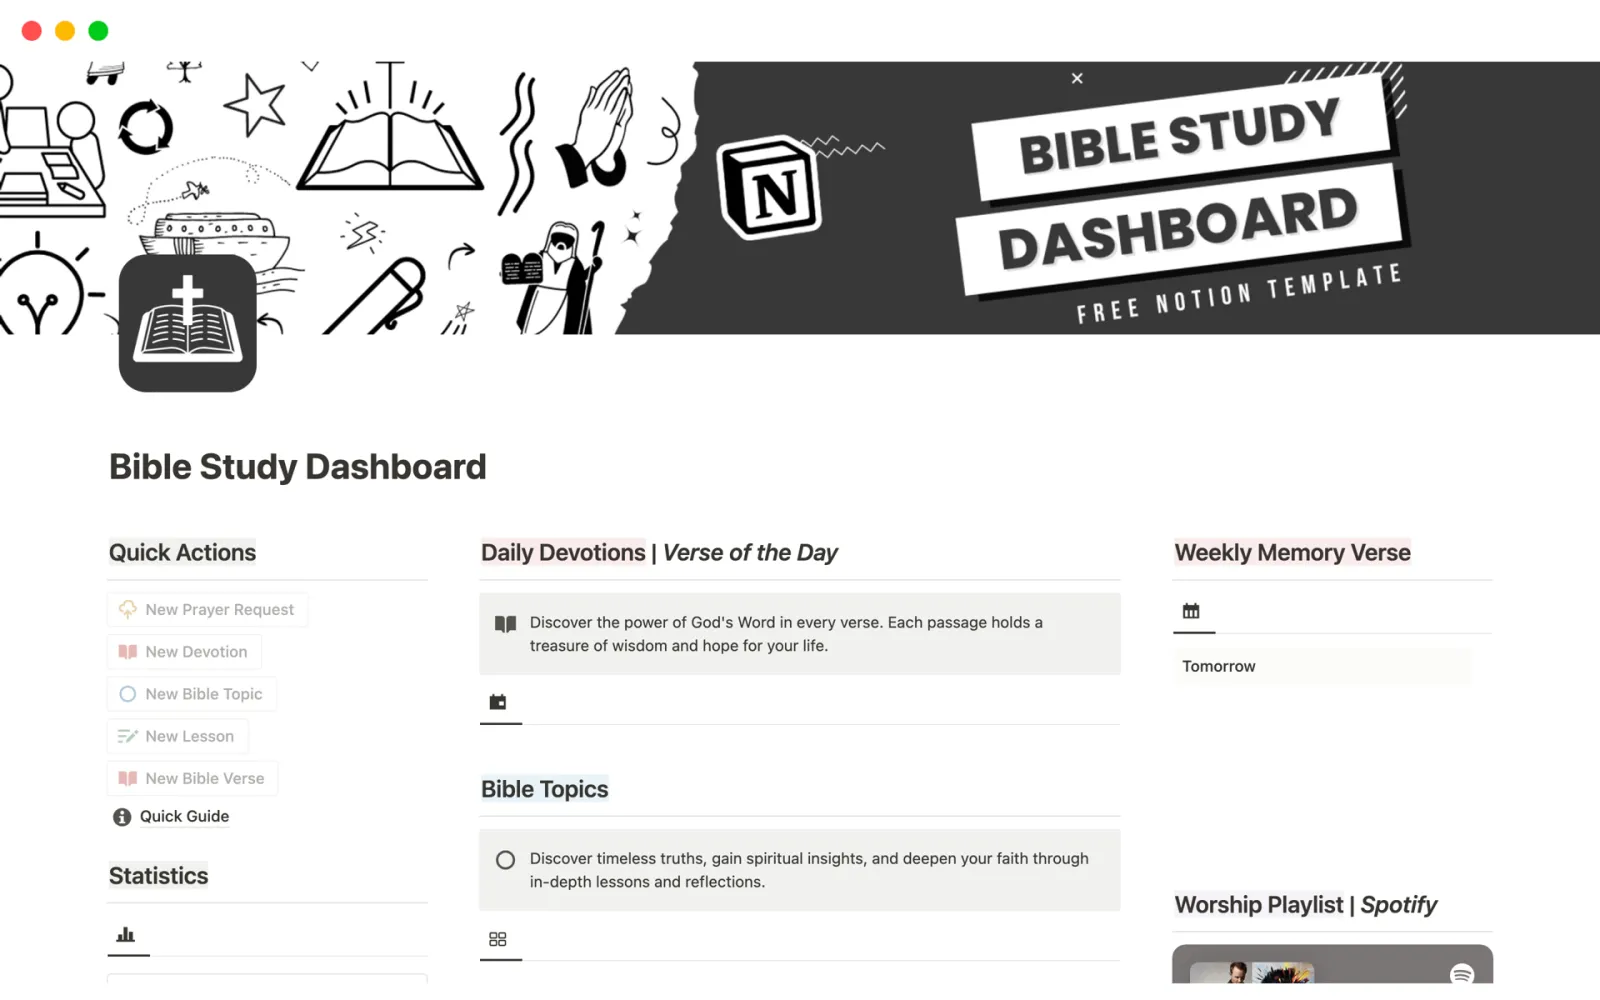 BIBLE STUDY
DASHBOARD
FREE NOTION TEMPLATE
N
Bible Study Dashboard
Quick Actions
New Prayer Request
New Devotion
New Bible Topic
New Lesson
New Bible Verse
Quick Guide
Statistics
Daily Devotions | Verse of the Day
Discover the power of God's Word in every verse. Each passage holds a
treasure of wisdom and hope for your life.
Bible Topics
Discover timeless truths, gain spiritual insights, and deepen your faith through
in-depth lessons and reflections.
Weekly Memory Verse
Tomorrow
Worship Playlist | Spotify